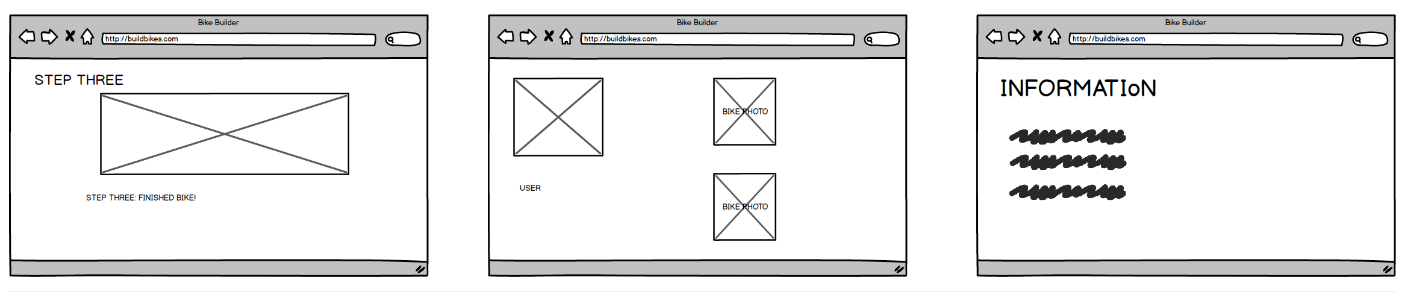 Bike Builder
http://buildbikes.com
STEP THREE
STEP THREE: FINISHED BIKE!
Bike Builder
http://buildbikes.com
BIKE PHOTO
USER
BIKE PHOTO
Bike Builder
http://buildbikes.com
INFORMATIoN